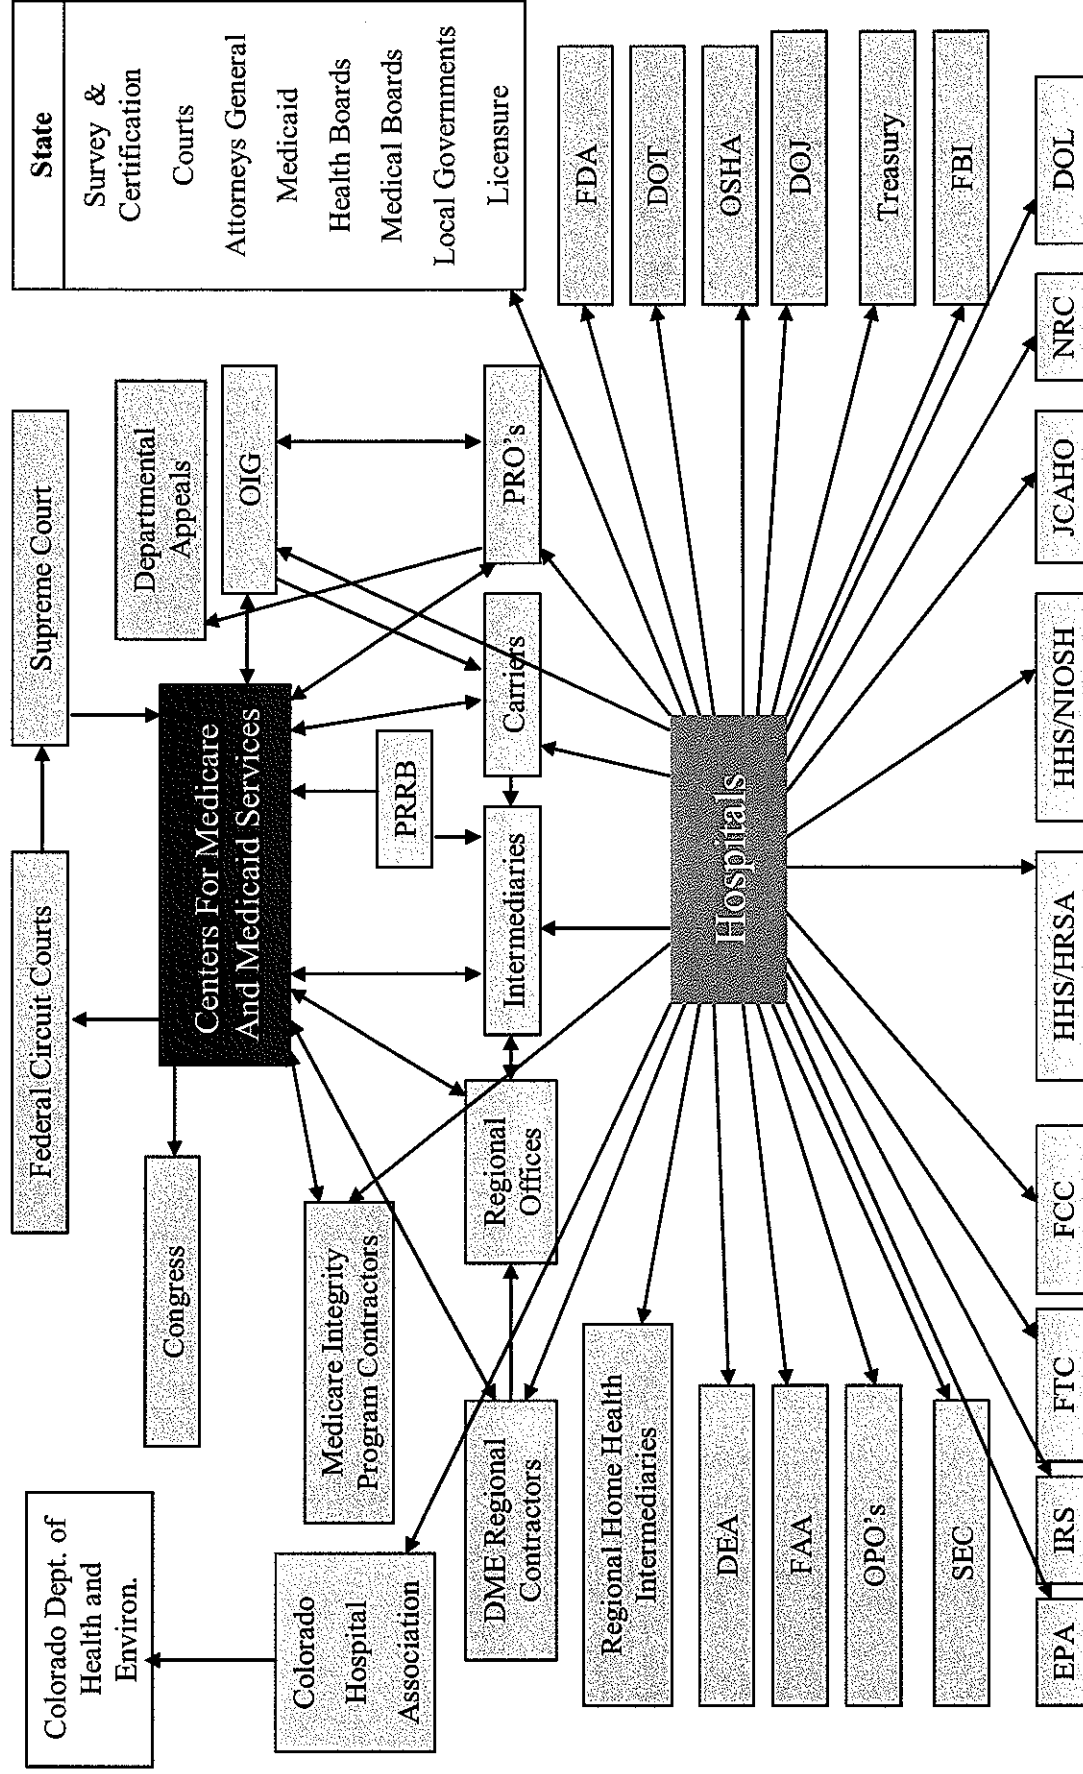 Colorado Dept. of
Health and
Environ.
Federal Circuit Courts
Supreme Court
State
Survey &
Certification
Courts
Attorneys General
Medicaid
Health Boards
Medical Boards
Local Governments
Licensure
Congress
Centers For Medicare
And Medicaid Services
Departmental
Appeals
OIG
Colorado
Hospital
Association
Medicare Integrity
Program Contractors
PRRB
DME Regional
Contractors
Regional
Offices
Intermediaries
Carriers
PRO's
Regional Home Health
Intermediaries
Hospitals
FDA
DOT
OSHA
DOJ
Treasury
FBI
DEA
FAA
OPO's
SEC
EPA
IRS
FTC
FCC
HHS/HRSA
HHS/NIOSH
JCAHO
NRC
DOL